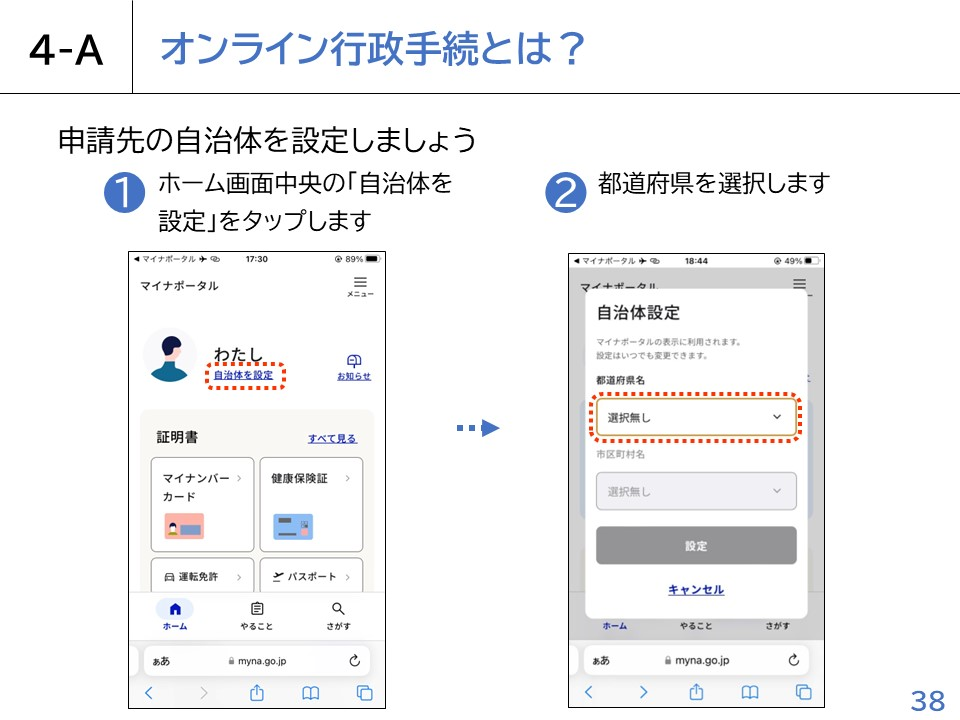 4-A
オンライン行政手続とは？
申請先の自治体を設定しましょう
1
ホーム画面中央の「自治体を
設定」をタップします
2
都道府県を選択します
マイナポータル
17:30
89%
マイナポータル
メニュー
わたし
自治体を設定
お知らせ
証明書
すべて見る
マイナンバー
カード
健康保険証
運転免許
パスポート
ホーム
やること
さがす
ぁあ
myna.go.jp
マイナポータル
18:44
49%
マイナポータル
自治体設定
マイナポータルの表示に利用されます。
設定はいつでも変更できます。
都道府県名
選択無し
市区町村名
選択無し
設定
キャンセル
ホーム
やること
さがす
ぁあ
myna.go.jp
38